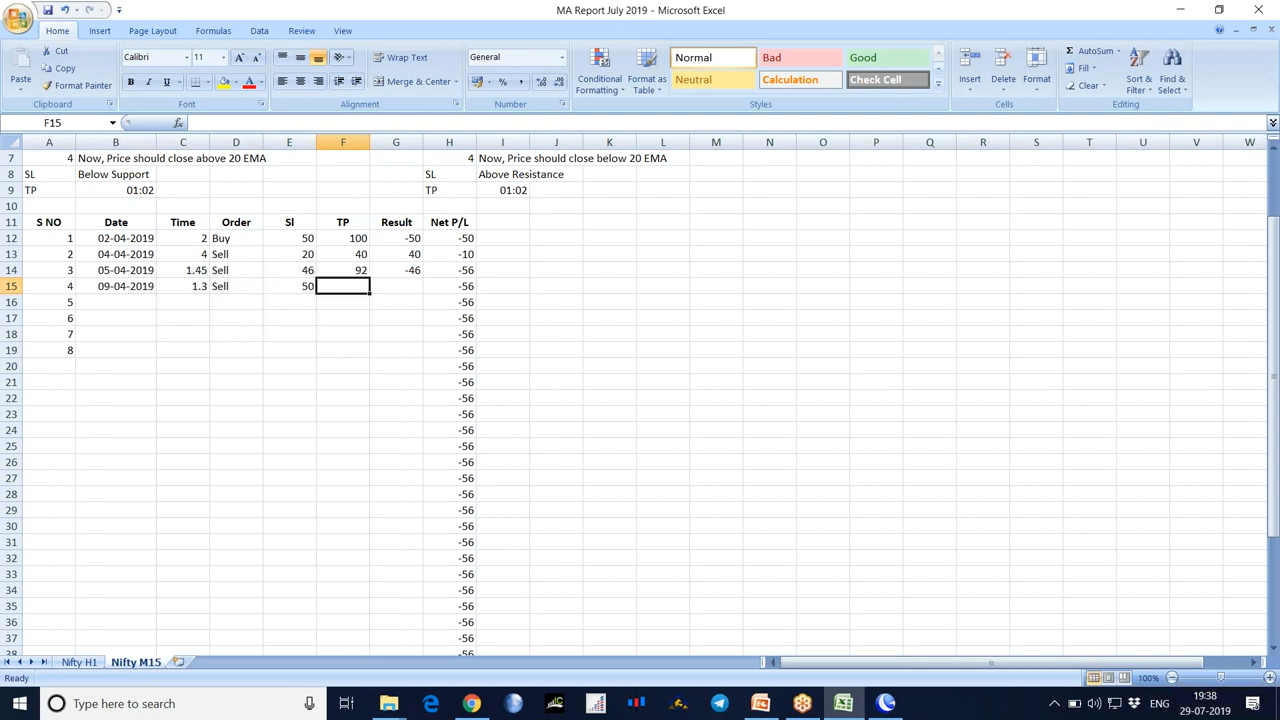 MA Report July 2019 - Microsoft Excel
Home Insert Page Layout Formulas Data Review View
Paste Cut Copy Format Painter Clipboard
Calibri 11 B I U Font
Wrap Text Merge & Center Alignment
General % , Number
Conditional Formatting Format as Table Normal Bad Good Neutral Calculation Check Cell Styles
Insert Delete Format Cells
AutoSum Fill Clear Sort & Filter Find & Select Editing
F15 fx
A B C D E F G H I J K L M N O P Q R S T U V W
7 4 Now, Price should close above 20 EMA 4 Now, Price should close below 20 EMA
8 SL Below Support SL Above Resistance
9 TP 01:02 TP 01:02
10
11 S NO Date Time Order Sl TP Result Net P/L
12 1 02-04-2019 2 Buy 50 100 -50 -50
13 2 04-04-2019 4 Sell 20 40 40 -10
14 3 05-04-2019 1.45 Sell 46 92 -46 -56
15 4 09-04-2019 1.3 Sell 50 -56
16 5 -56
17 6 -56
18 7 -56
19 8 -56
20 -56
21 -56
22 -56
23 -56
24 -56
25 -56
26 -56
27 -56
28 -56
29 -56
30 -56
31 -56
32 -56
33 -56
34 -56
35 -56
36 -56
37 -56
38 -56
Nifty H1 Nifty M15
Ready 100%
Type here to search ENG 19:38
29-07-2019